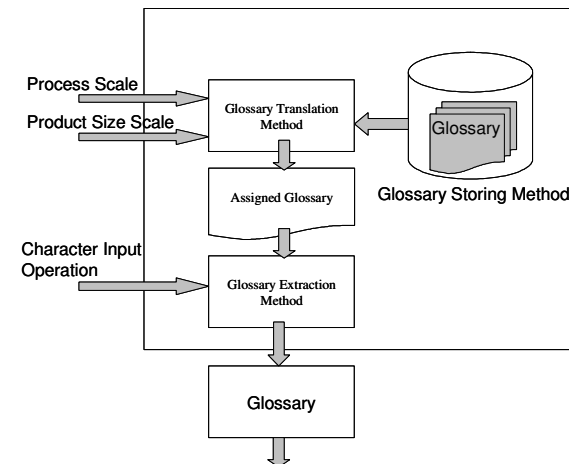 Process Scale
Product Size Scale
Glossary Translation
Method
Glossary
Glossary Storing Method
Assigned Glossary
Character Input
Operation
Glossary Extraction
Method
Glossary